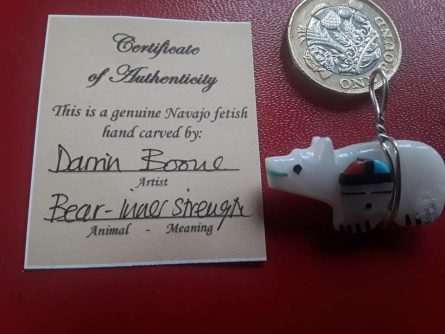 Certificate
of Authenticity
This is a genuine Navajo fetish
hand carved by:
Darrin Boone
Artist
Bear - inner strength
Animal - Meaning
ONE POUND